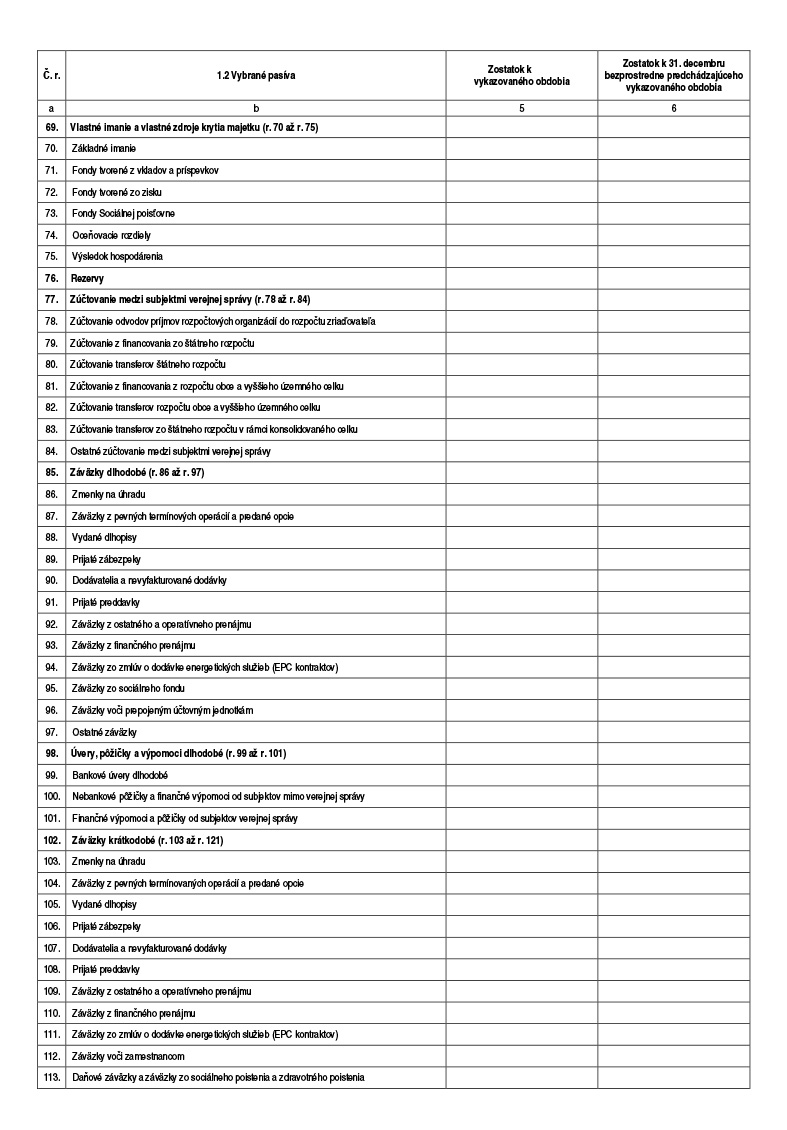 Č. r. 1.2 Vybrané pasíva Zostatok k vykazovaného obdobia Zostatok k 31. decembru bezprostredne predchádzajúceho vykazovaného obdobia
a b 5 6
69. Vlastné imanie a vlastné zdroje krytia majetku (r. 70 až r. 75)
70. Základné imanie
71. Fondy tvorené z vkladov a príspevkov
72. Fondy tvorené zo zisku
73. Fondy Sociálnej poisťovne
74. Oceňovacie rozdiely
75. Výsledok hospodárenia
76. Rezervy
77. Zúčtovanie medzi subjektmi verejnej správy (r. 78 až r. 84)
78. Zúčtovanie odvodov príjmov rozpočtových organizácií do rozpočtu zriaďovateľa
79. Zúčtovanie z financovania zo štátneho rozpočtu
80. Zúčtovanie transferov štátneho rozpočtu
81. Zúčtovanie z financovania z rozpočtu obce a vyššieho územného celku
82. Zúčtovanie transferov rozpočtu obce a vyššieho územného celku
83. Zúčtovanie transferov zo štátneho rozpočtu v rámci konsolidovaného celku
84. Ostatné zúčtovanie medzi subjektmi verejnej správy
85. Záväzky dlhodobé (r. 86 až r. 97)
86. Zmenky na úhradu
87. Záväzky z pevných termínových operácií a predané opcie
88. Vydané dlhopisy
89. Prijaté zábezpeky
90. Dodávatelia a nevyfakturované dodávky
91. Prijaté preddavky
92. Záväzky z ostatného a operatívneho prenájmu
93. Záväzky z finančného prenájmu
94. Záväzky zo zmlúv o dodávke energetických služieb (EPC kontraktov)
95. Záväzky zo sociálneho fondu
96. Záväzky voči prepojeným účtovným jednotkám
97. Ostatné záväzky
98. Úvery, pôžičky a výpomoci dlhodobé (r. 99 až r. 101)
99. Bankové úvery dlhodobé
100. Nebankové pôžičky a finančné výpomoci od subjektov mimo verejnej správy
101. Finančné výpomoci a pôžičky od subjektov verejnej správy
102. Záväzky krátkodobé (r. 103 až r. 121)
103. Zmenky na úhradu
104. Záväzky z pevných termínovaných operácií a predané opcie
105. Vydané dlhopisy
106. Prijaté zábezpeky
107. Dodávatelia a nevyfakturované dodávky
108. Prijaté preddavky
109. Záväzky z ostatného a operatívneho prenájmu
110. Záväzky z finančného prenájmu
111. Záväzky zo zmlúv o dodávke energetických služieb (EPC kontraktov)
112. Záväzky voči zamestnancom
113. Daňové záväzky a záväzky zo sociálneho poistenia a zdravotného poistenia